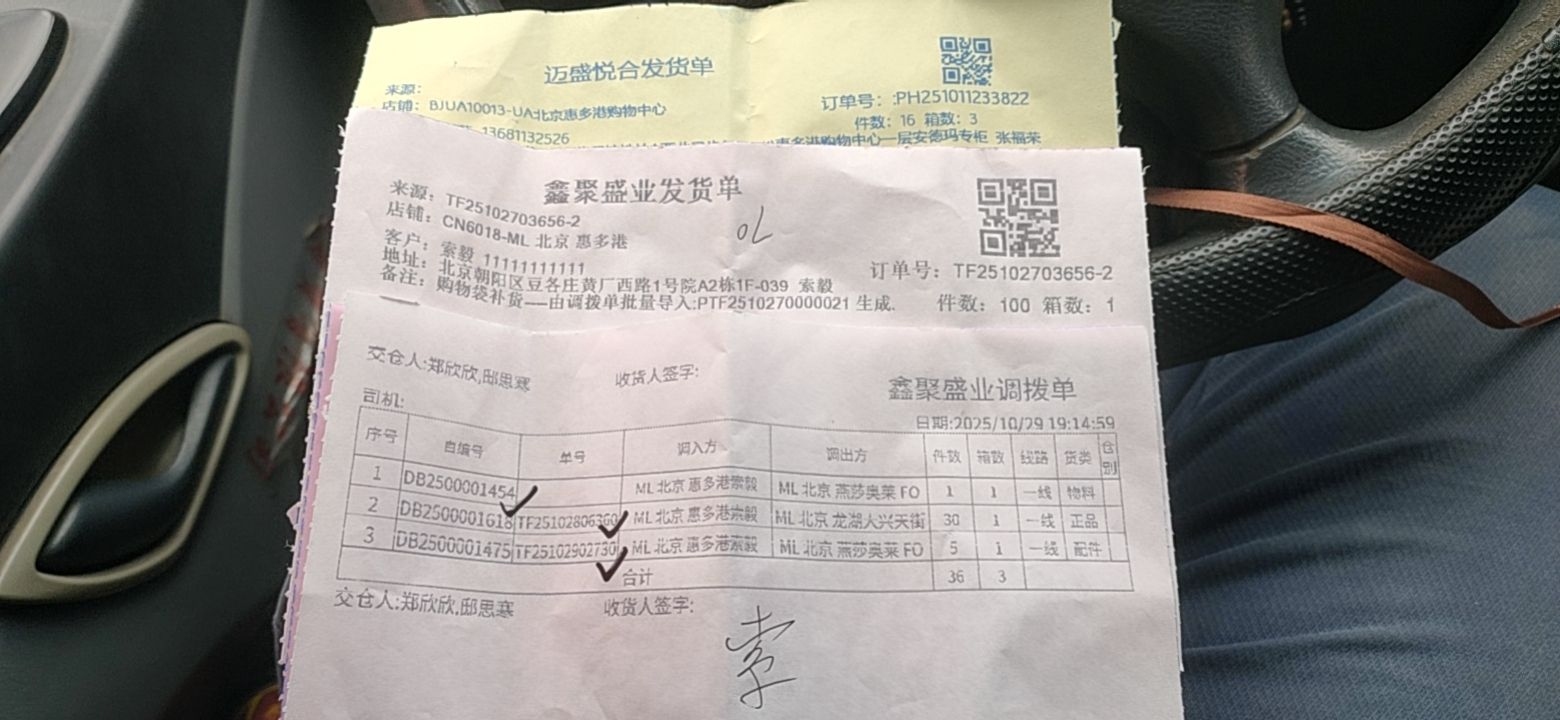 迈盛悦合发货单
来源:
店铺: BJUA10013-UA北京惠多港购物中心
订单号: :PH251011233822
件数: 16 箱数: 3
13681132526
惠多港购物中心一层安德玛专柜 张福荣
鑫聚盛业发货单
来源: TF25102703656-2
店铺: CN6018-ML 北京 惠多港
客户: 索毅 11111111111
地址: 北京朝阳区豆各庄黄厂西路1号院A2栋1F-039 索毅
备注: 购物袋补货——由调拨单批量导入:PTF2510270000021 生成.
订单号: TF25102703656-2
件数: 100 箱数: 1
交仓人:郑欣欣,邸思寒 收货人签字:
鑫聚盛业调拨单
司机:
日期:2025/10/29 19:14:59
序号 自编号 单号 调入方 调出方 件数 箱数 线路 货类 仓别
1 DB2500001454 ML 北京 惠多港索毅 ML 北京 燕莎奥莱 FO 1 1 一线 物料
2 DB2500001618 TF25102806360 ML 北京 惠多港索毅 ML 北京 龙湖大兴天街 30 1 一线 正品
3 DB2500001475 TF25102902730 ML 北京 惠多港索毅 ML 北京 燕莎奥莱 FO 5 1 一线 配件
合计 36 3
交仓人:郑欣欣,邸思寒 收货人签字:
索